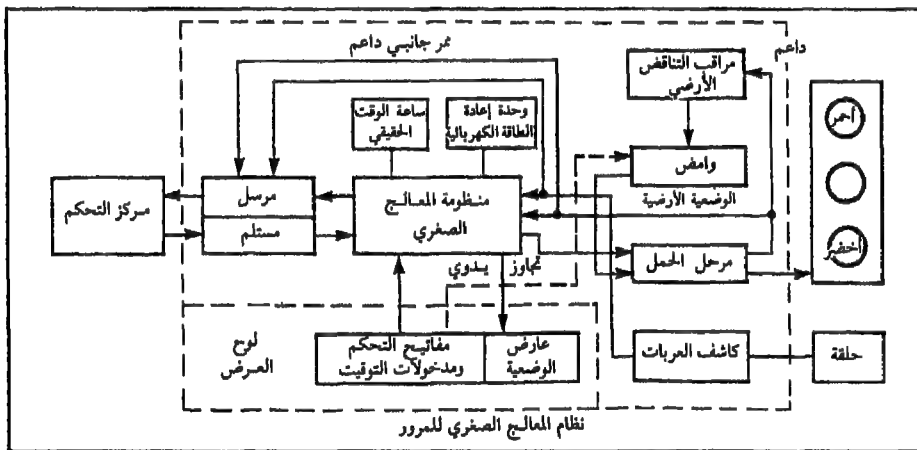 داعم
ممر جانبي داعم
مراقب التناقض
الأرضي
أحمر
ساعة الوقت
الحقيقي
وحدة إعادة
الطاقة الكهربائية
وامض
الوضعية الأرضية
مركز التحكم
مرسل
مستلم
منظومة المعالج
الصغري
أخضر
مرحل الحمل
تجاوز يدوي
لوح
العرض
مفاتيح التحكم
ومدخولات التوقيت
عارض
الوضعية
كاشف العربات
حلقة
نظام المعالج الصغري للمرور